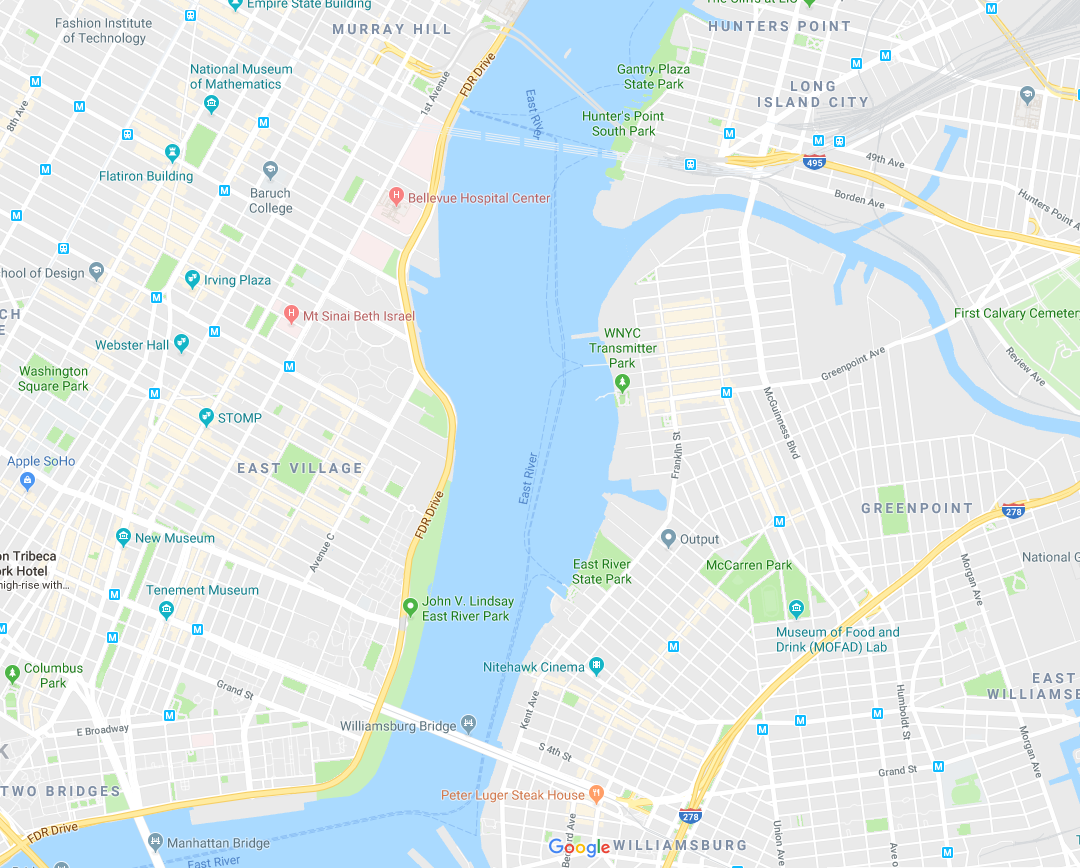 Empire State Building
The Cliffs at LIC
Fashion Institute
of Technology
MURRAY HILL
HUNTERS POINT
National Museum
of Mathematics
1st Avenue
FDR Drive
Gantry Plaza
State Park
LONG
ISLAND CITY
8th Ave
East River
Hunter's Point
South Park
M
Flatiron Building
Baruch
College
H
Bellevue Hospital Center
495
49th Ave
Borden Ave
Hunters Point A
hool of Design
Irving Plaza
CH
E
H
Mt Sinai Beth Israel
First Calvary Cemetery
Webster Hall
WNYC
Transmitter
Park
Greenpoint Ave
Review Ave
Washington
Square Park
STOMP
McGuinness Blvd
Franklin St
Apple SoHo
EAST VILLAGE
East River
FDR Drive
GREENPOINT
278
New Museum
Avenue C
Output
on Tribeca
rk Hotel
high-rise with...
East River
State Park
McCarren Park
Morgan Ave
National G
Tenement Museum
John V. Lindsay
East River Park
Museum of Food and
Drink (MOFAD) Lab
Columbus
Park
Nitehawk Cinema
EAST
WILLIAMSB
Grand St
Kent Ave
Humboldt St
E Broadway
Williamsburg Bridge
S 4th St
Morgan Ave
K
Grand St
TWO BRIDGES
Peter Luger Steak House
278
FDR Drive
Manhattan Bridge
Bedford Ave
Union Ave
Google
WILLIAMSBURG
East River